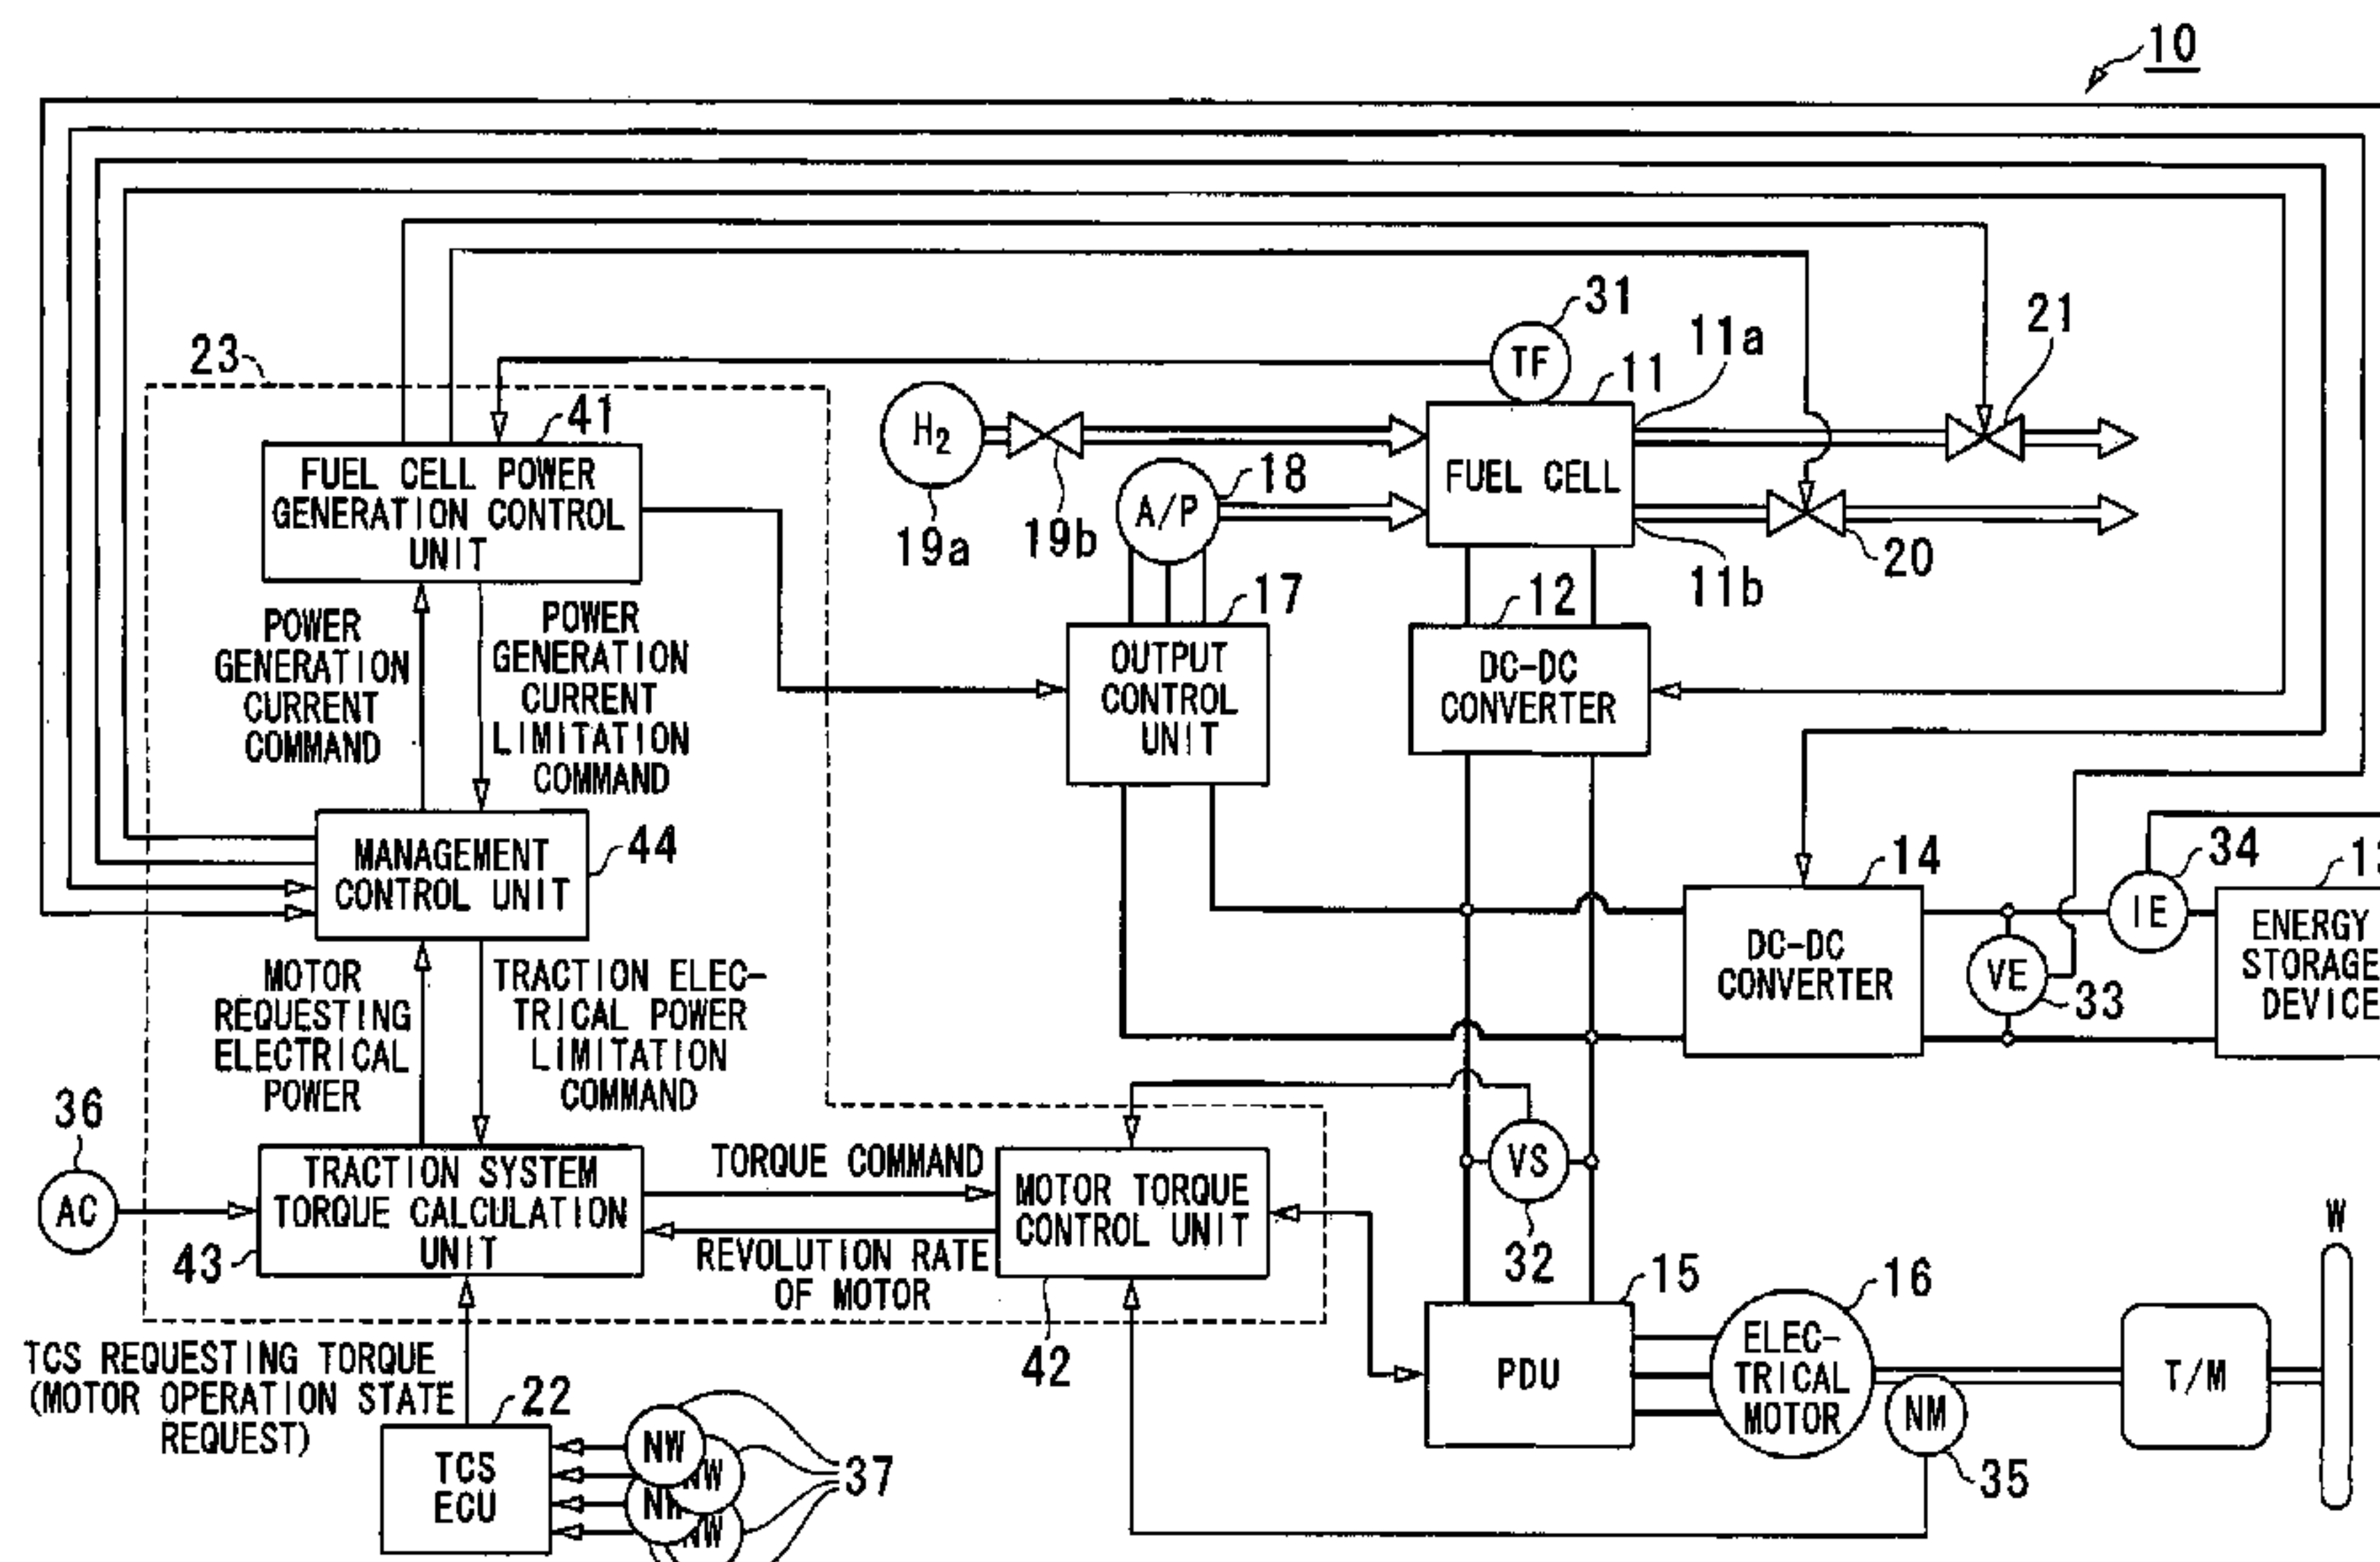 10
31
11a
21
23
TF
11
41
H2
FUEL CELL POWER
GENERATION CONTROL
UNIT
18
A/P
FUEL CELL
19a
19b
20
11b
17
12
POWER
GENERATION
CURRENT
COMMAND
POWER
GENERATION
CURRENT
LIMITATION
COMMAND
OUTPUT
CONTROL
UNIT
DC-DC
CONVERTER
MANAGEMENT
CONTROL UNIT
44
14
34
IE
ENERGY
STORAGE
DEVICE
DC-DC
CONVERTER
VE
33
MOTOR
REQUESTING
ELECTRICAL
POWER
TRACTION ELEC-
TRICAL POWER
LIMITATION
COMMAND
36
AC
TRACTION SYSTEM
TORQUE CALCULATION
UNIT
43
TORQUE COMMAND
REVOLUTION RATE
OF MOTOR
MOTOR TORQUE
CONTROL UNIT
42
VS
32
W
15
16
PDU
ELEC-
TRICAL
MOTOR
T/M
NM
35
TCS REQUESTING TORQUE
(MOTOR OPERATION STATE
REQUEST)
22
TCS
ECU
NW
NW
NW
NW
37